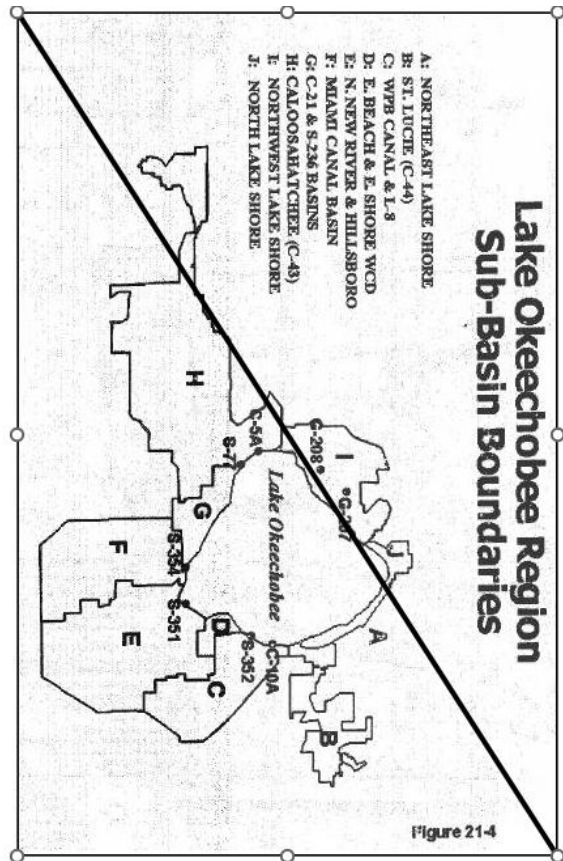 Lake Okeechobee Region
Sub-Basin Boundaries
A: NORTHEAST LAKE SHORE
B: ST. LUCIE (C-44)
C: WPB CANAL & L-8
D: E. BEACH & E. SHORE WCD
E: N. NEW RIVER & HILLSBORO
F: MIAMI CANAL BASIN
G: C-21 & S-236 BASINS
H: CALOOSAHATCHEE (C-43)
I: NORTHWEST LAKE SHORE
J: NORTH LAKE SHORE
J
A
I
G-208
B
C-5A
Lake Okeechobee
C-10A
S-77
S-352
H
G
D
C
S-354
S-351
F
E
Figure 21-4